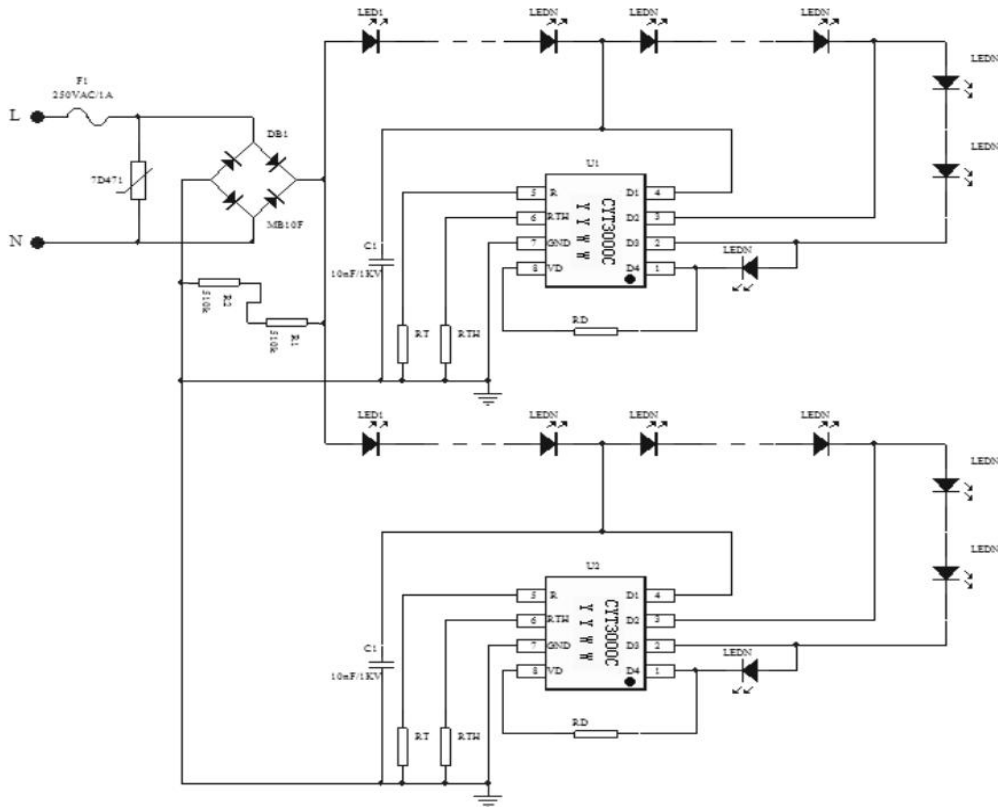 LED1
LEDN
LEDN
LEDN
LEDN
F1
250VAC/1A
L
DB1
7D471
MB10F
N
LEDN
U1
5 R D1 4
6 RTW D2 3
7 GND D3 2
8 VD D4 1
CYT3000C
Y Y W W
C1
10nF/1KV
LEDN
RD
R2
510k
R1
510k
RT
RTW
LED1
LEDN
LEDN
LEDN
LEDN
LEDN
U2
5 R D1 4
6 RTW D2 3
7 GND D3 2
8 VD D4 1
CYT3000C
Y Y W W
C1
10nF/1KV
LEDN
RD
RT
RTW